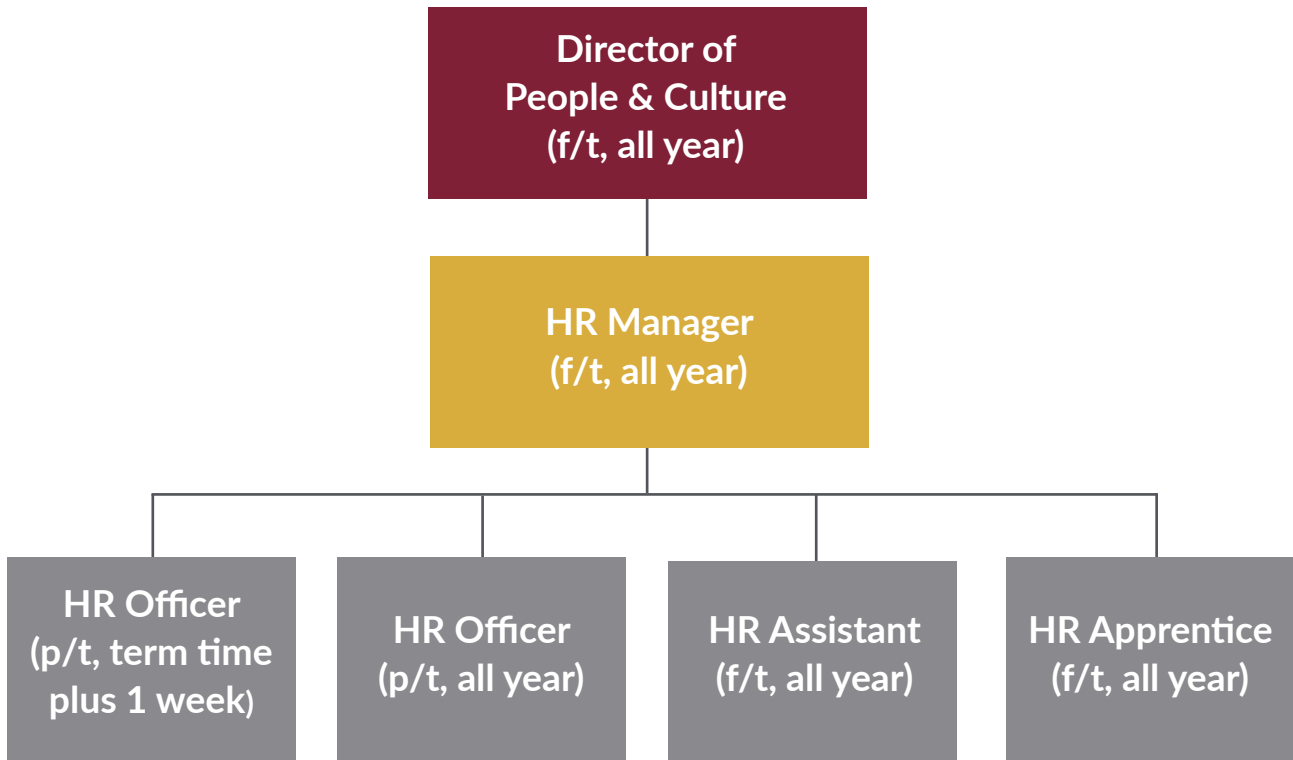 Director of
People & Culture
(f/t, all year)
HR Manager
(f/t, all year)
HR Officer
(p/t, term time
plus 1 week)
HR Officer
(p/t, all year)
HR Assistant
(f/t, all year)
HR Apprentice
(f/t, all year)